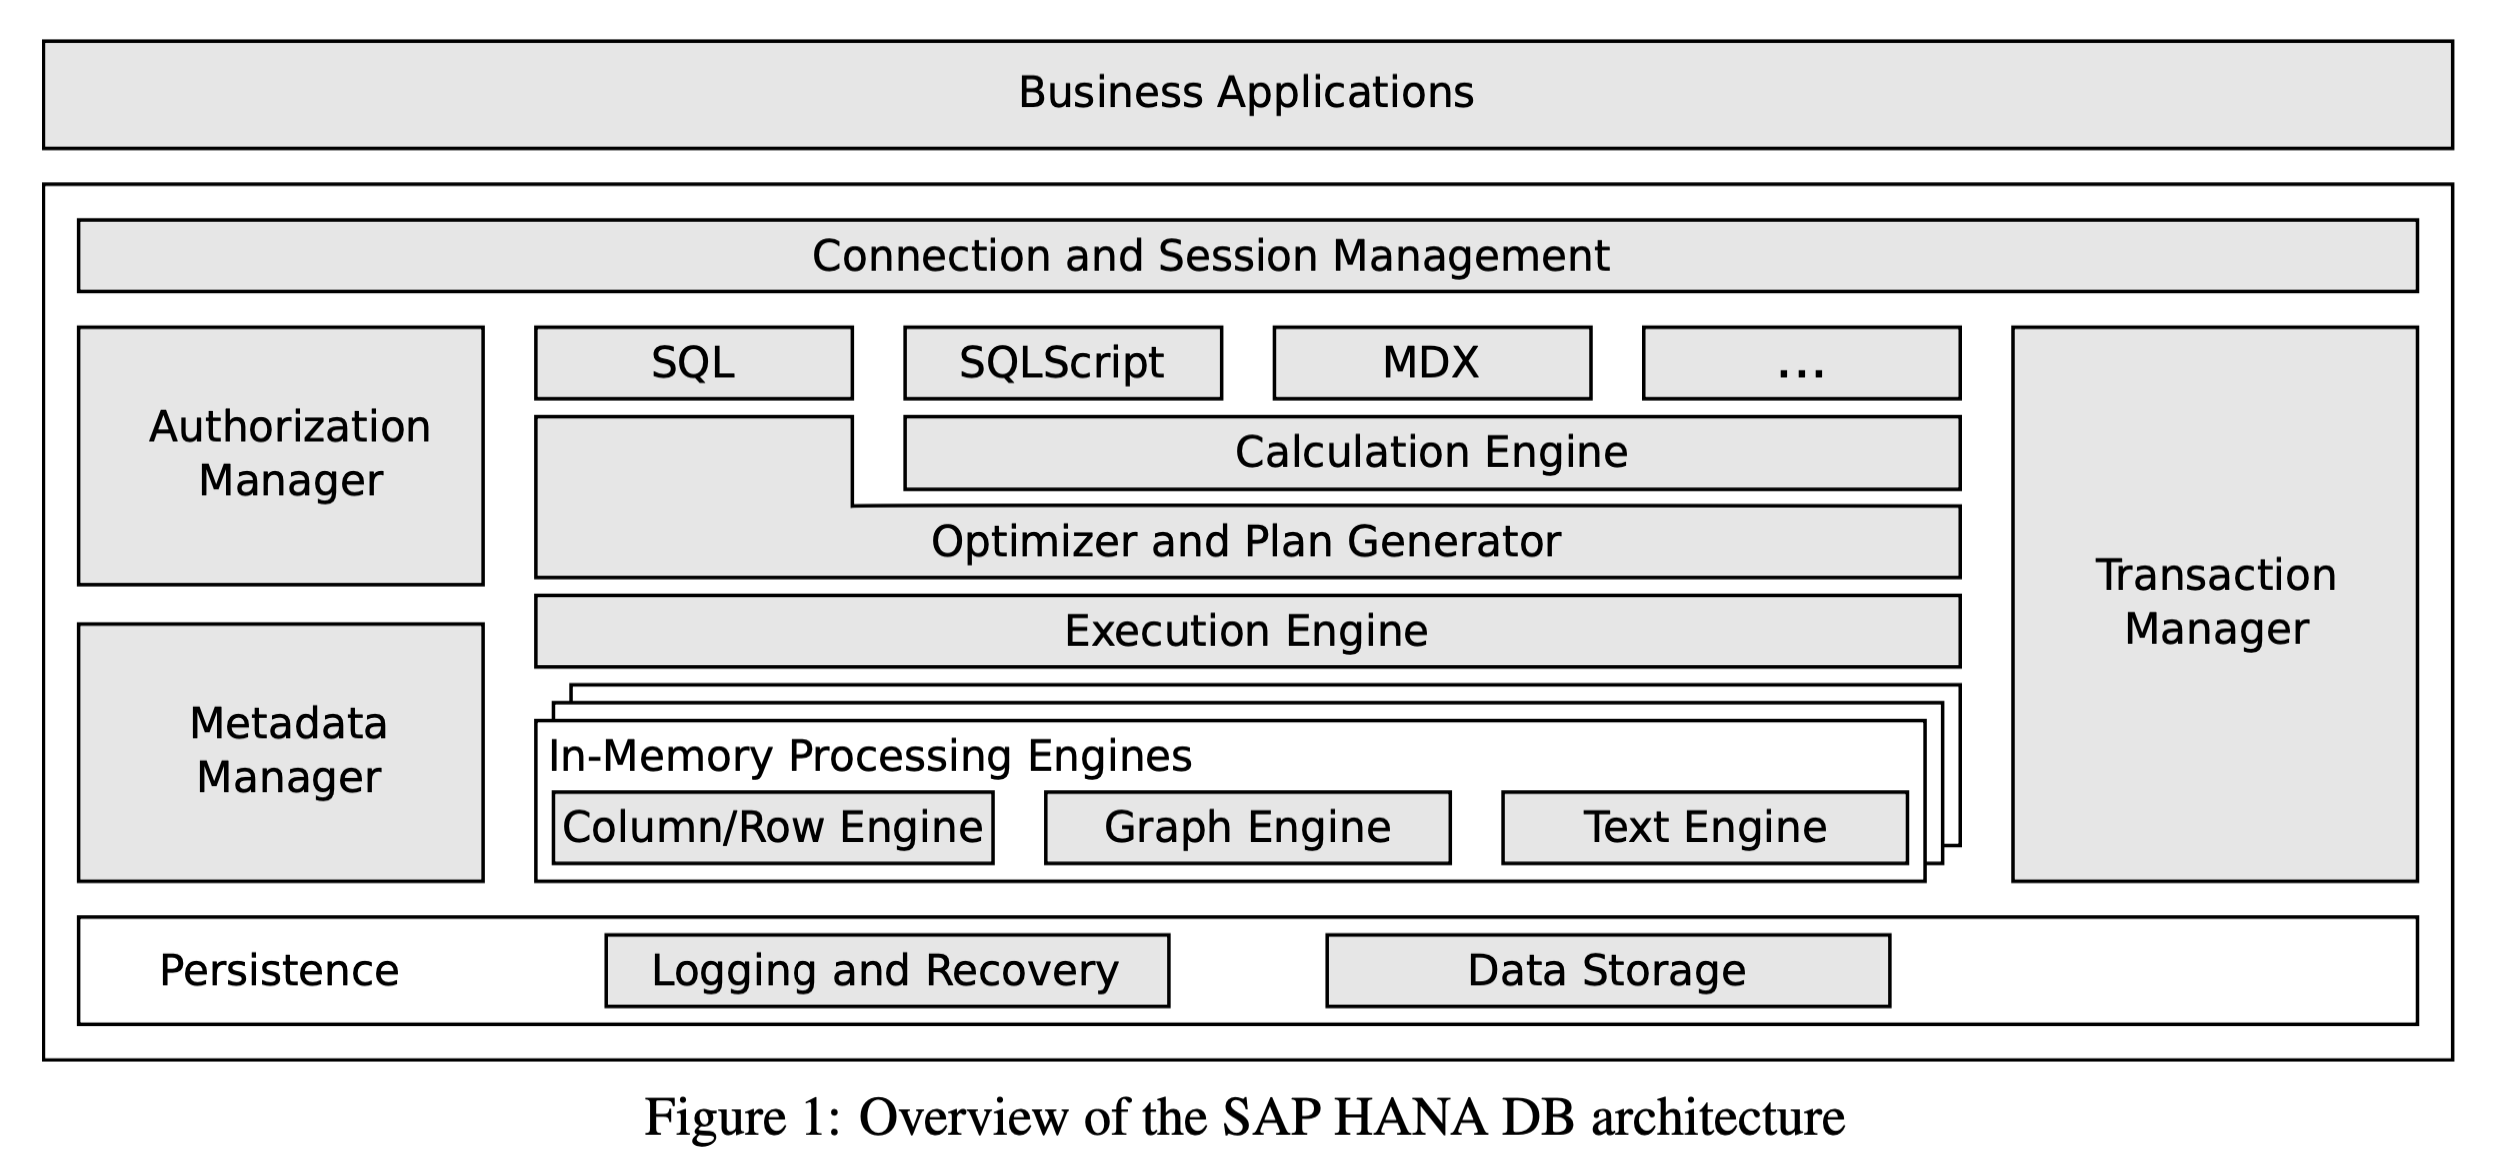 Business Applications
Connection and Session Management
Authorization
Manager
SQL
SQLScript
MDX
...
Calculation Engine
Optimizer and Plan Generator
Execution Engine
Transaction
Manager
Metadata
Manager
In-Memory Processing Engines
Column/Row Engine
Graph Engine
Text Engine
Persistence
Logging and Recovery
Data Storage
Figure 1: Overview of the SAP HANA DB architecture